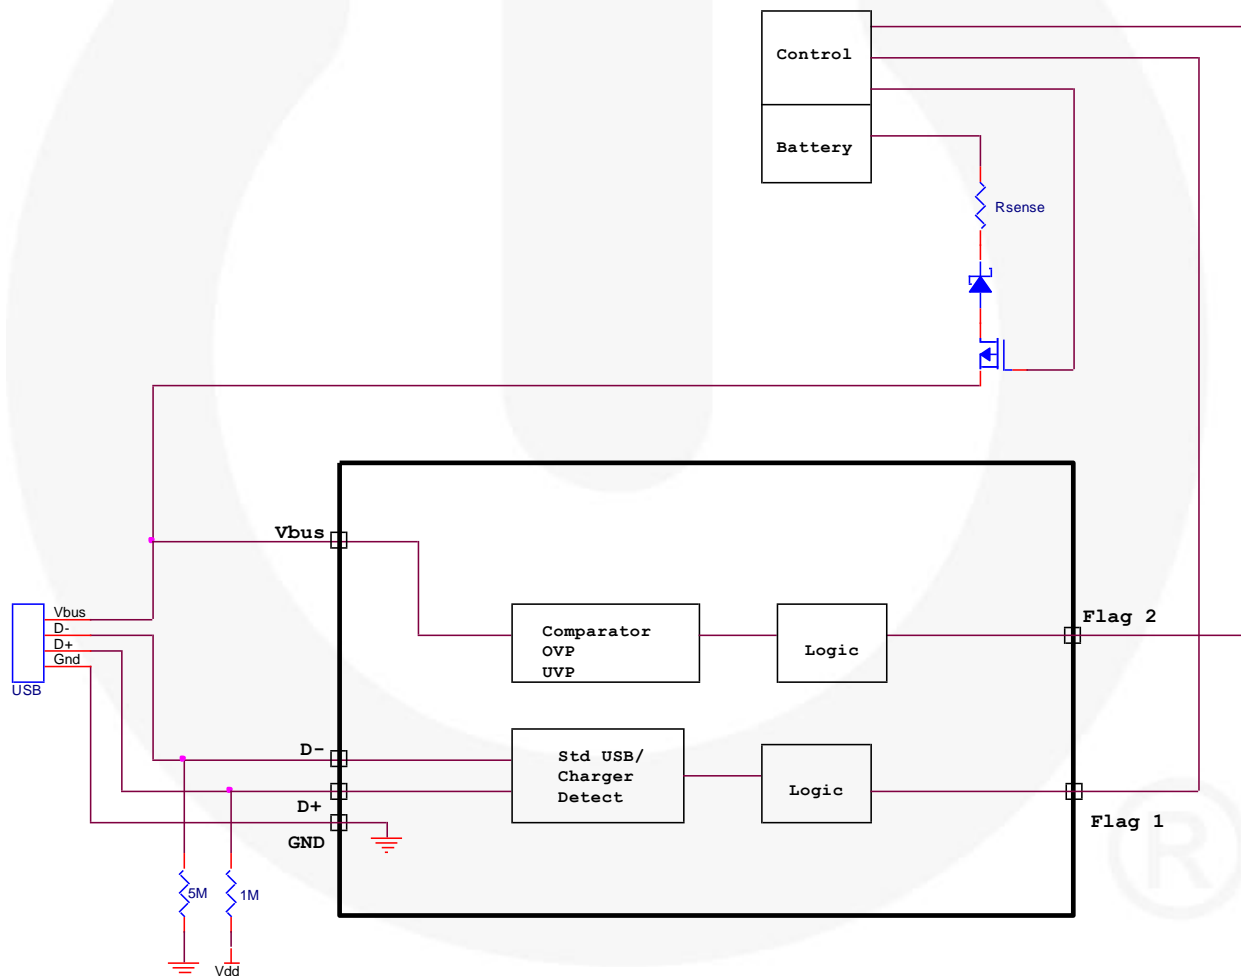 Control
Battery
Rsense
Vbus
Vbus
D-
D+
Gnd
USB
Comparator
OVP
UVP
Logic
Flag 2
D-
D+
GND
Std USB/
Charger
Detect
Logic
Flag 1
5M
1M
Vdd
®